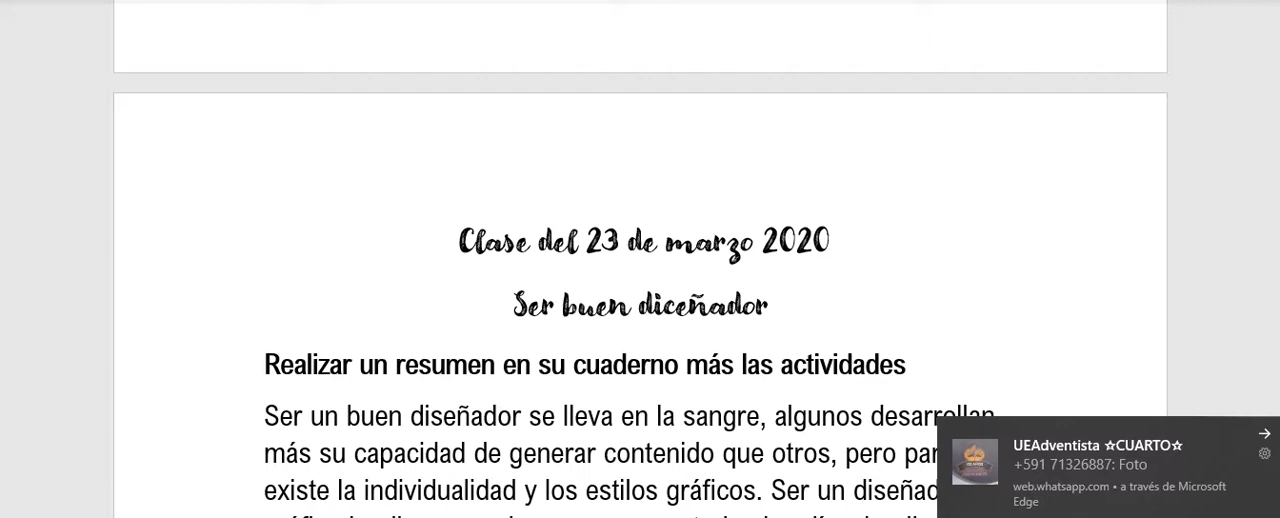 Clase del 23 de marzo 2020
Ser buen diceñador
Realizar un resumen en su cuaderno más las actividades
Ser un buen diseñador se lleva en la sangre, algunos desarrollan
más su capacidad de generar contenido que otros, pero
existe la individualidad y los estilos gráficos. Ser un
UEAdventista ☆CUARTO☆
+591 71326887: Foto
web.whatsapp.com • a través de Microsoft
Edge